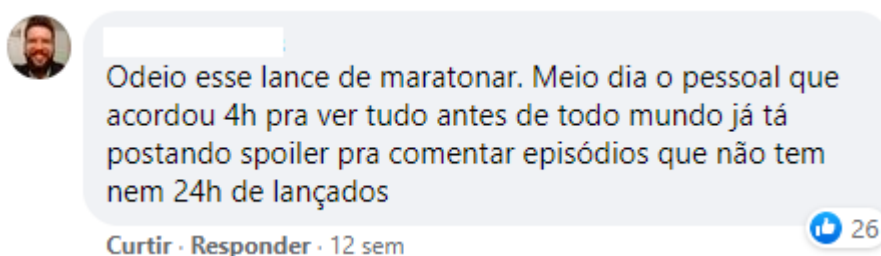 Odeio esse lance de maratonar. Meio dia o pessoal que
acordou 4h pra ver tudo antes de todo mundo já tá
postando spoiler pra comentar episódios que não tem
nem 24h de lançados
26
Curtir · Responder · 12 sem